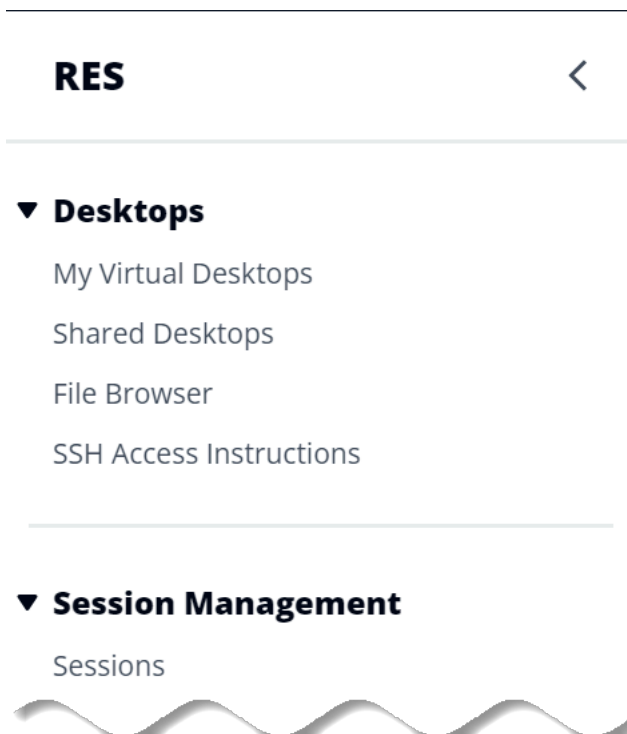 RES
Desktops
My Virtual Desktops
Shared Desktops
File Browser
SSH Access Instructions
Session Management
Sessions